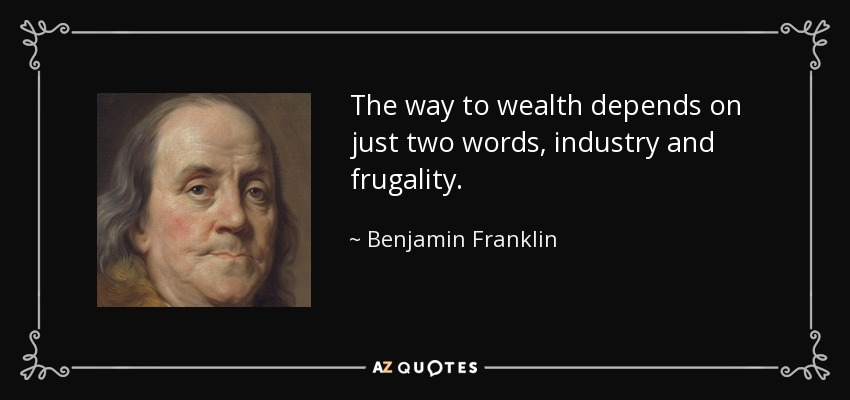 The way to wealth depends on
just two words, industry and
frugality.
~ Benjamin Franklin
AZ QUOTES